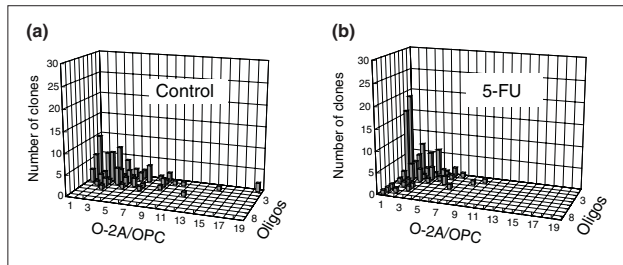 (a)
30
25
20
15
10
5
0
Number of clones
Control
1 3 5 7 9 11 13 15 17 19
O-2A/OPC
3
8
Oligos
(b)
30
25
20
15
10
5
0
Number of clones
5-FU
1 3 5 7 9 11 13 15 17 19
O-2A/OPC
3
8
Oligos